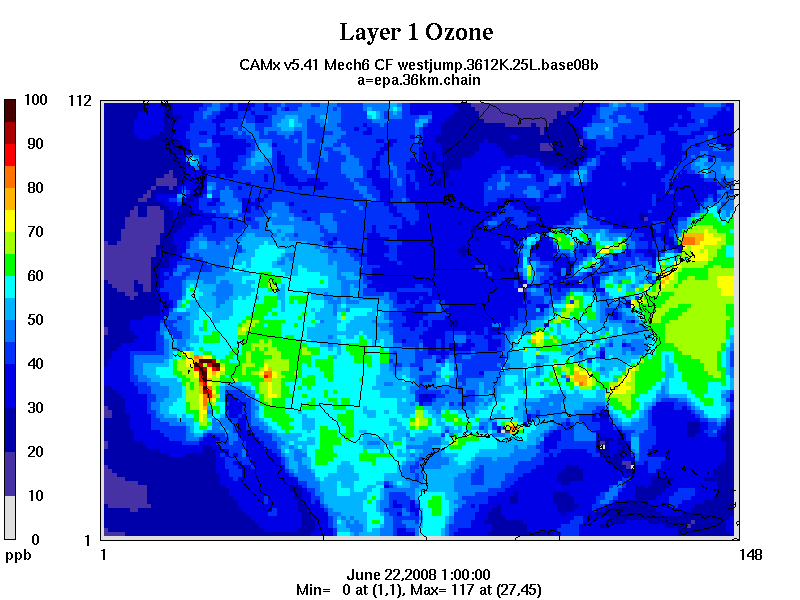 Layer 1 Ozone
CAMx v5.41 Mech6 CF westjump.3612K.25L.base08b
a=epa.36km.chain
100
90
80
70
60
50
40
30
20
10
0
ppb
112
1
1
148
June 22,2008 1:00:00
Min= 0 at (1,1), Max= 117 at (27,45)